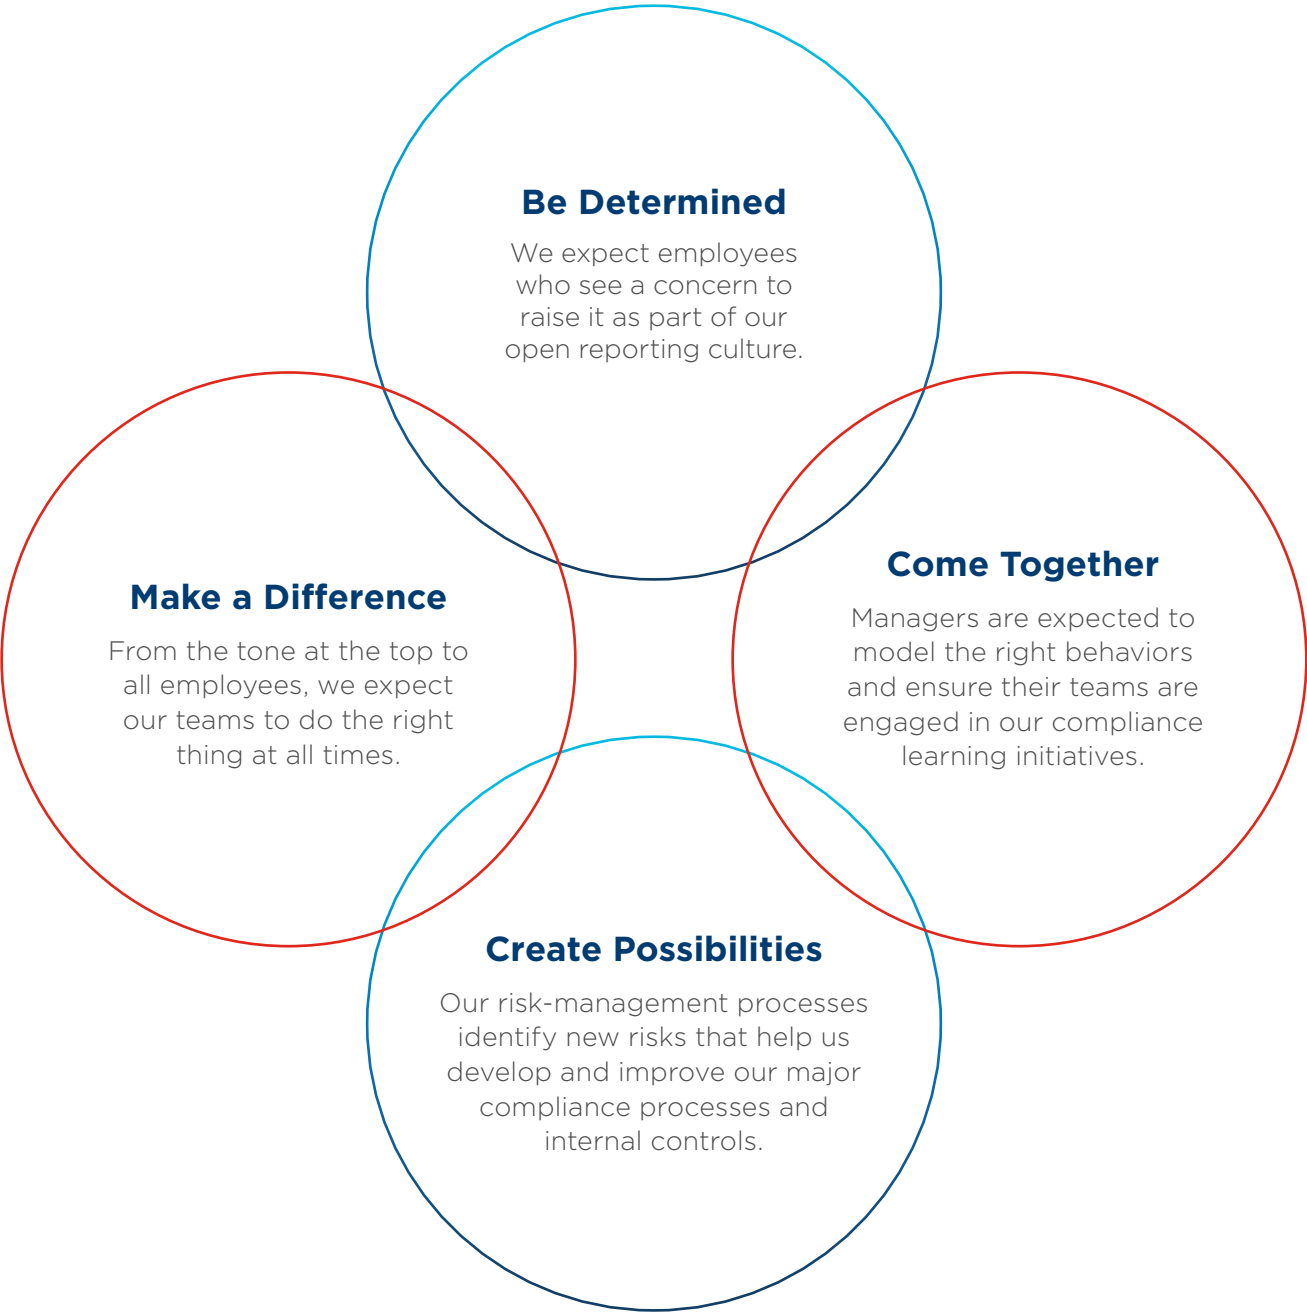 Be Determined
We expect employees
who see a concern to
raise it as part of our
open reporting culture.
Make a Difference
From the tone at the top to
all employees, we expect
our teams to do the right
thing at all times.
Come Together
Managers are expected to
model the right behaviors
and ensure their teams are
engaged in our compliance
learning initiatives.
Create Possibilities
Our risk-management processes
identify new risks that help us
develop and improve our major
compliance processes and
internal controls.